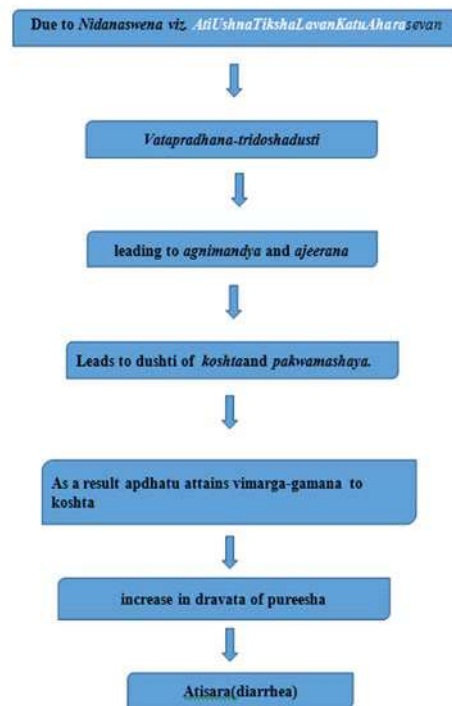 Due to Nidanaswena viz. AtiUshnaTikshaLavanKatuAharasevan
Vatapradhana-tridoshadusti
leading to agnimandya and ajeerana
Leads to dushti of koshtaand pakwamashaya.
As a result apdhatu attains vimarga-gamana to
koshta
increase in dravata of pureesha
Atisara(diarrhea)